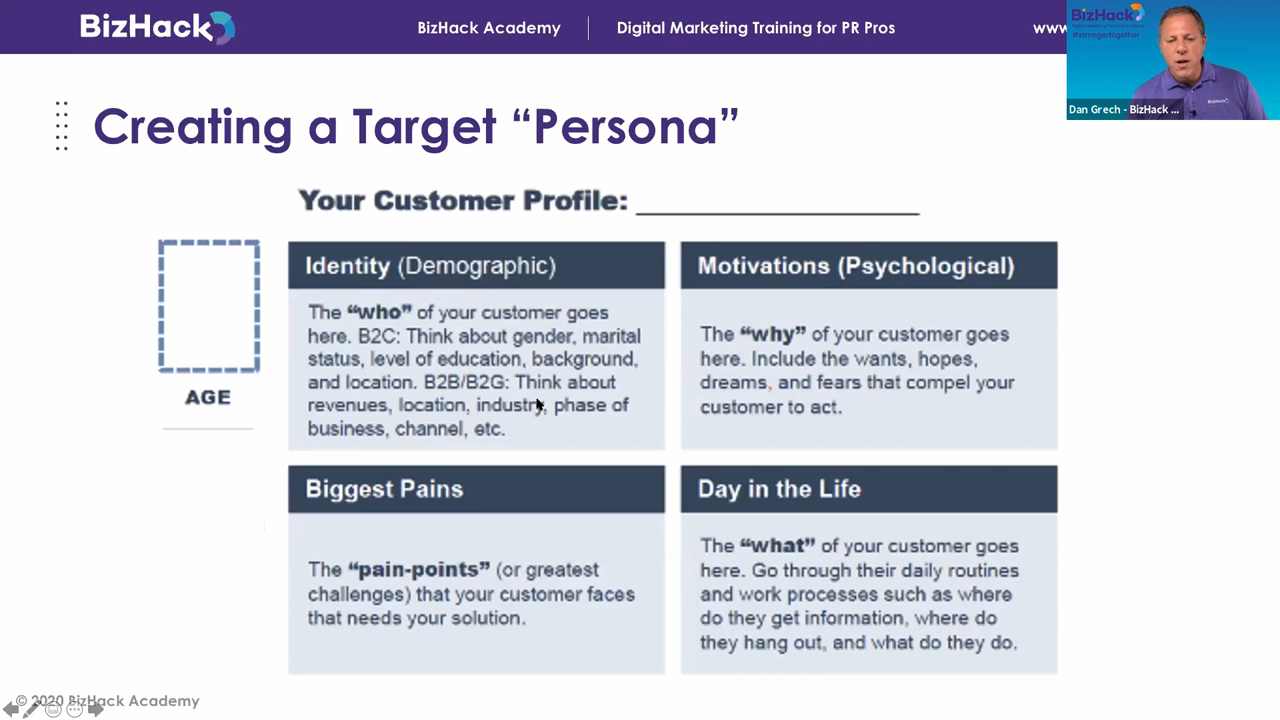 BizHack
BizHack Academy
Digital Marketing Training for PR Pros
www
BizHack
#strongertogether
BizHack
Dan Grech - BizHack ...
Creating a Target “Persona”
Your Customer Profile: ____________________
AGE
Identity (Demographic)
The “who” of your customer goes
here. B2C: Think about gender, marital
status, level of education, background,
and location. B2B/B2G: Think about
revenues, location, industry, phase of
business, channel, etc.
Motivations (Psychological)
The “why” of your customer goes
here. Include the wants, hopes,
dreams, and fears that compel your
customer to act.
Biggest Pains
The “pain-points” (or greatest
challenges) that your customer faces
that needs your solution.
Day in the Life
The “what” of your customer goes
here. Go through their daily routines
and work processes such as where
do they get information, where do
they hang out, and what do they do.
© 2020 BizHack Academy